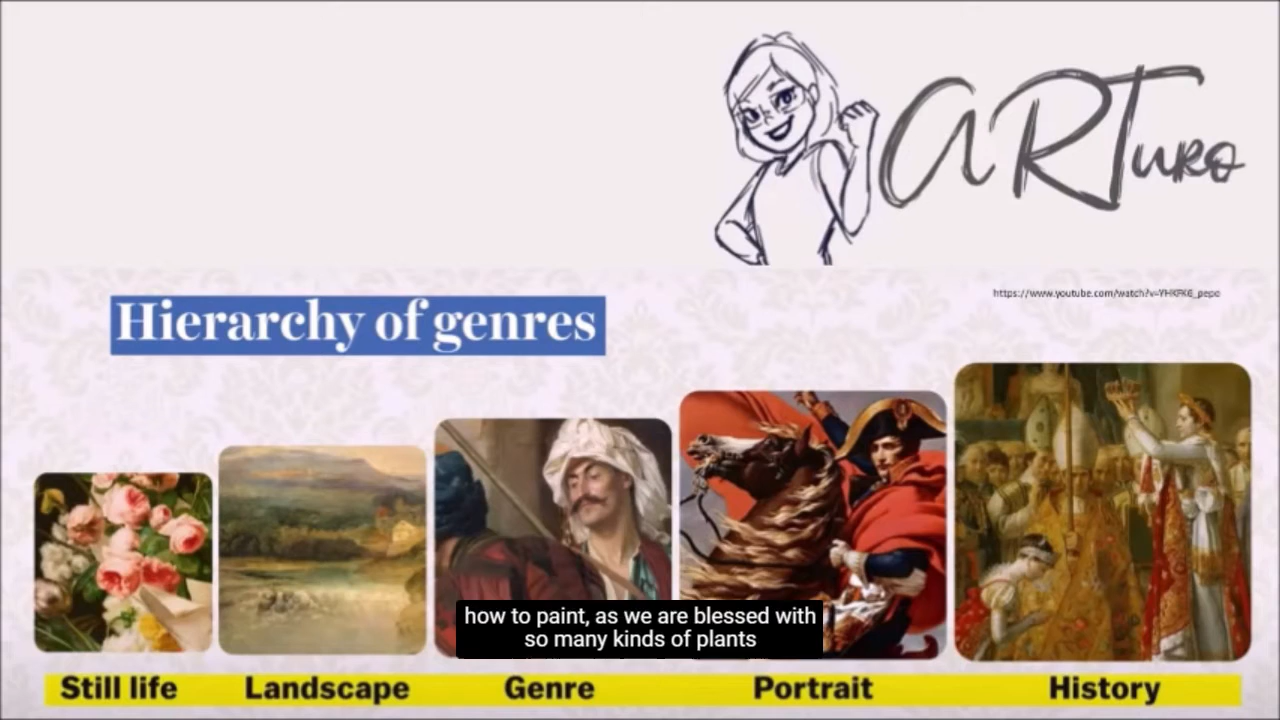 ARTuro
https://www.youtube.com/watch?v=YHKFK6_pepo
Hierarchy of genres
how to paint, as we are blessed with
so many kinds of plants
Still life Landscape Genre Portrait History